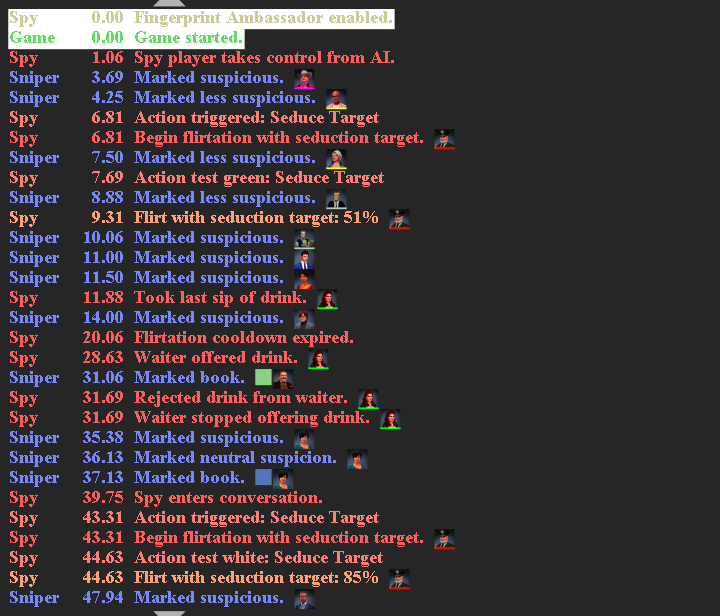 Spy 0.00 Fingerprint Ambassador enabled.
Game 0.00 Game started.
Spy 1.06 Spy player takes control from AI.
Sniper 3.69 Marked suspicious.
Sniper 4.25 Marked less suspicious.
Spy 6.81 Action triggered: Seduce Target
Spy 6.81 Begin flirtation with seduction target.
Sniper 7.50 Marked less suspicious.
Spy 7.69 Action test green: Seduce Target
Sniper 8.88 Marked less suspicious.
Spy 9.31 Flirt with seduction target: 51%
Sniper 10.06 Marked suspicious.
Sniper 11.00 Marked suspicious.
Sniper 11.50 Marked suspicious.
Spy 11.88 Took last sip of drink.
Sniper 14.00 Marked suspicious.
Spy 20.06 Flirtation cooldown expired.
Spy 28.63 Waiter offered drink.
Sniper 31.06 Marked book.
Spy 31.69 Rejected drink from waiter.
Spy 31.69 Waiter stopped offering drink.
Sniper 35.38 Marked suspicious.
Sniper 36.13 Marked neutral suspicion.
Sniper 37.13 Marked book.
Spy 39.75 Spy enters conversation.
Spy 43.31 Action triggered: Seduce Target
Spy 43.31 Begin flirtation with seduction target.
Spy 44.63 Action test white: Seduce Target
Spy 44.63 Flirt with seduction target: 85%
Sniper 47.94 Marked suspicious.